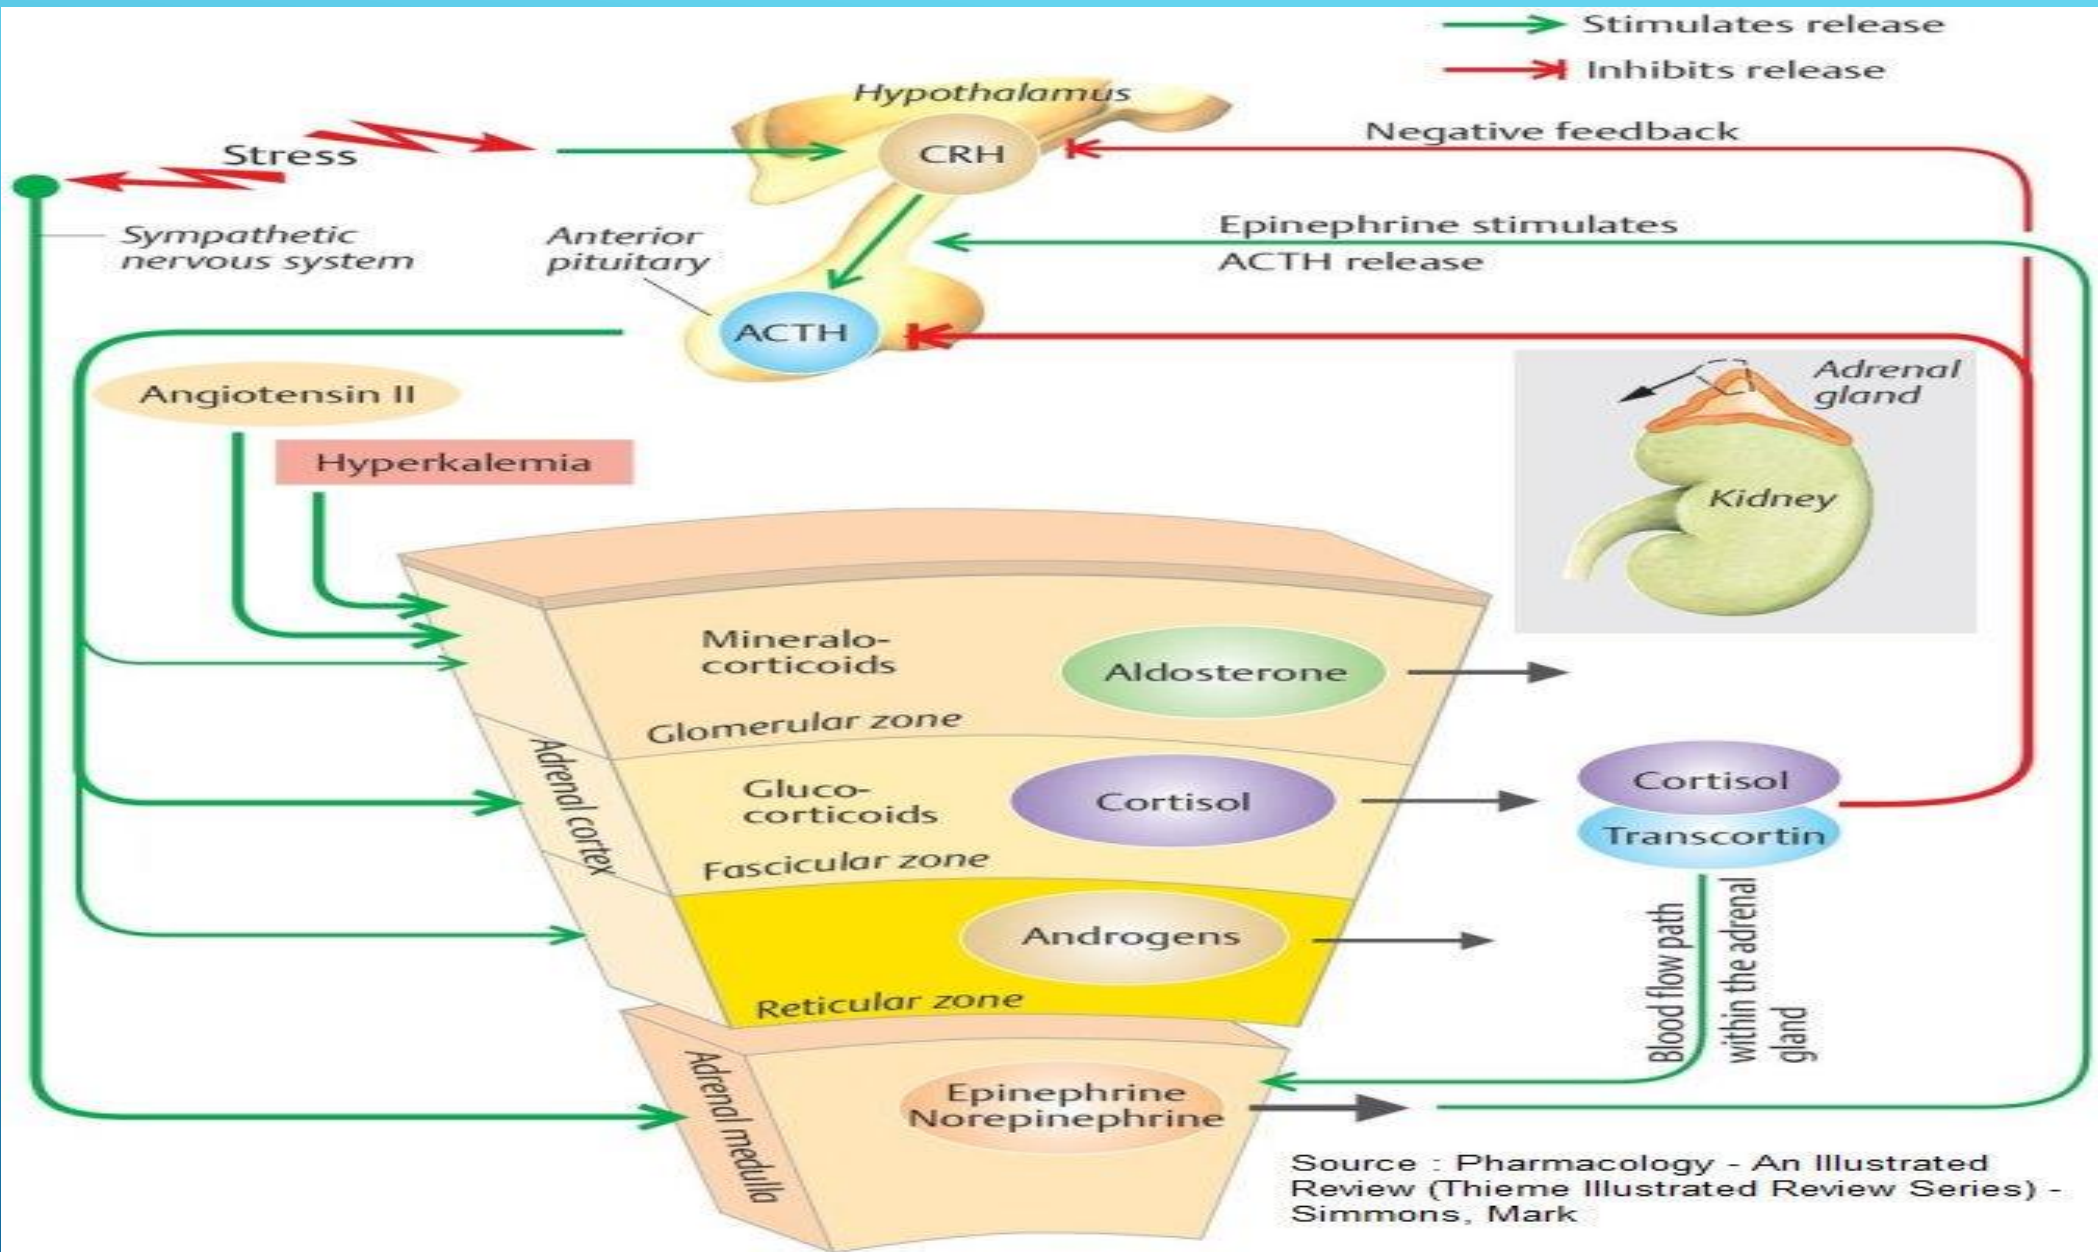 Stimulates release
Inhibits release
Hypothalamus
Negative feedback
Stress
CRH
Epinephrine stimulates
ACTH release
Sympathetic
nervous system
Anterior
pituitary
ACTH
Angiotensin II
Hyperkalemia
Adrenal
gland
Kidney
Mineralo-
corticoids
Aldosterone
Glomerular zone
Adrenal cortex
Gluco-
corticoids
Cortisol
Fascicular zone
Cortisol
Transcortin
Androgens
Reticular zone
Blood flow path
within the adrenal
gland
Adrenal medulla
Epinephrine
Norepinephrine
Source : Pharmacology - An Illustrated
Review (Thieme Illustrated Review Series) -
Simmons, Mark